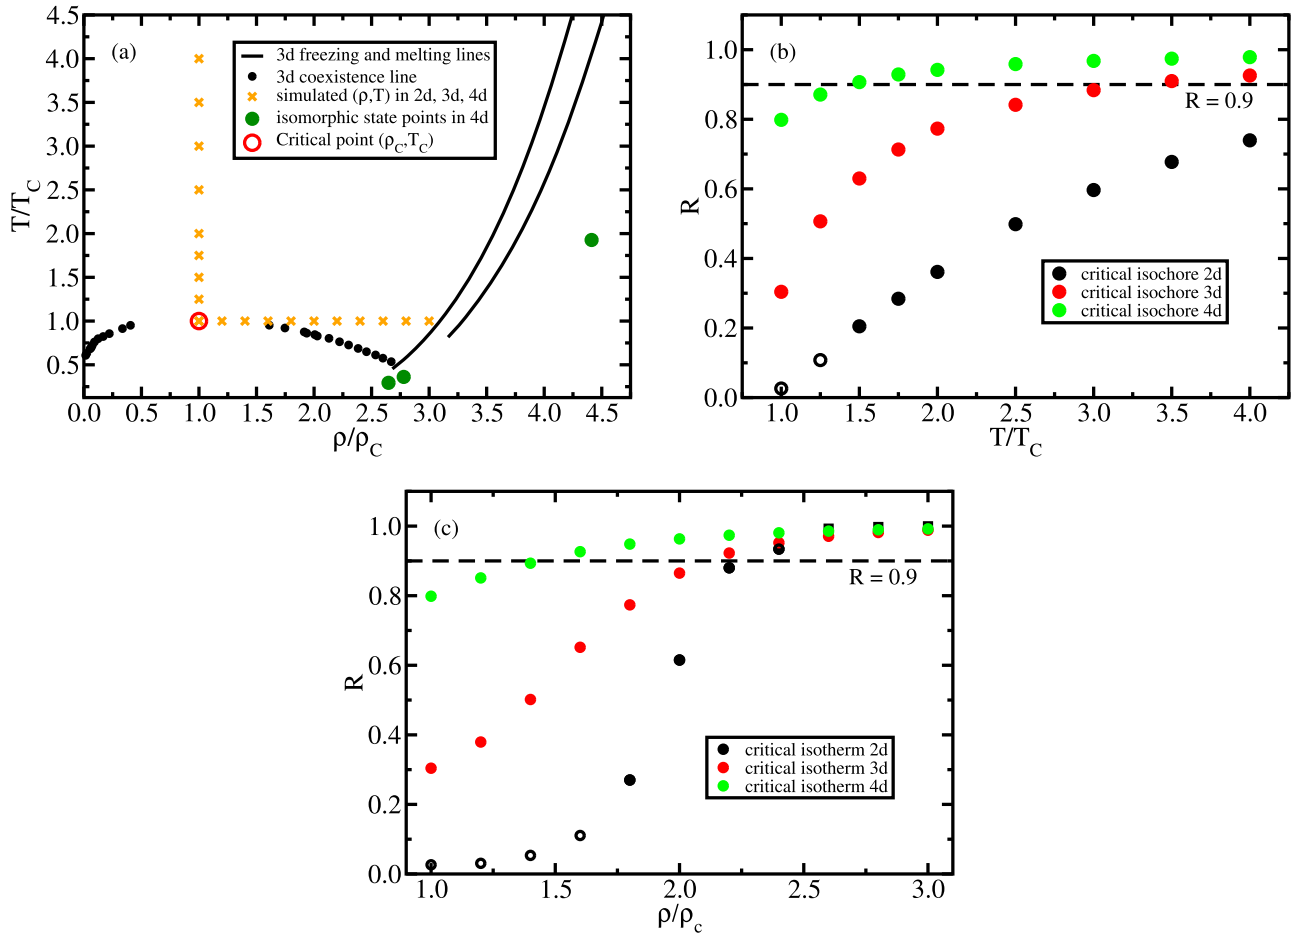 (a)
3d freezing and melting lines
3d coexistence line
simulated (ρ,T) in 2d, 3d, 4d
isomorphic state points in 4d
Critical point (ρ_C,T_C)
T/T_C
4.5
4.0
3.5
3.0
2.5
2.0
1.5
1.0
0.5
0.0 0.5 1.0 1.5 2.0 2.5 3.0 3.5 4.0 4.5
ρ/ρ_C
(b)
R = 0.9
critical isochore 2d
critical isochore 3d
critical isochore 4d
R
1.0
0.8
0.6
0.4
0.2
0.0
1.0 1.5 2.0 2.5 3.0 3.5 4.0
T/T_C
(c)
R = 0.9
critical isotherm 2d
critical isotherm 3d
critical isotherm 4d
R
1.0
0.8
0.6
0.4
0.2
0.0
1.0 1.5 2.0 2.5 3.0
ρ/ρ_c